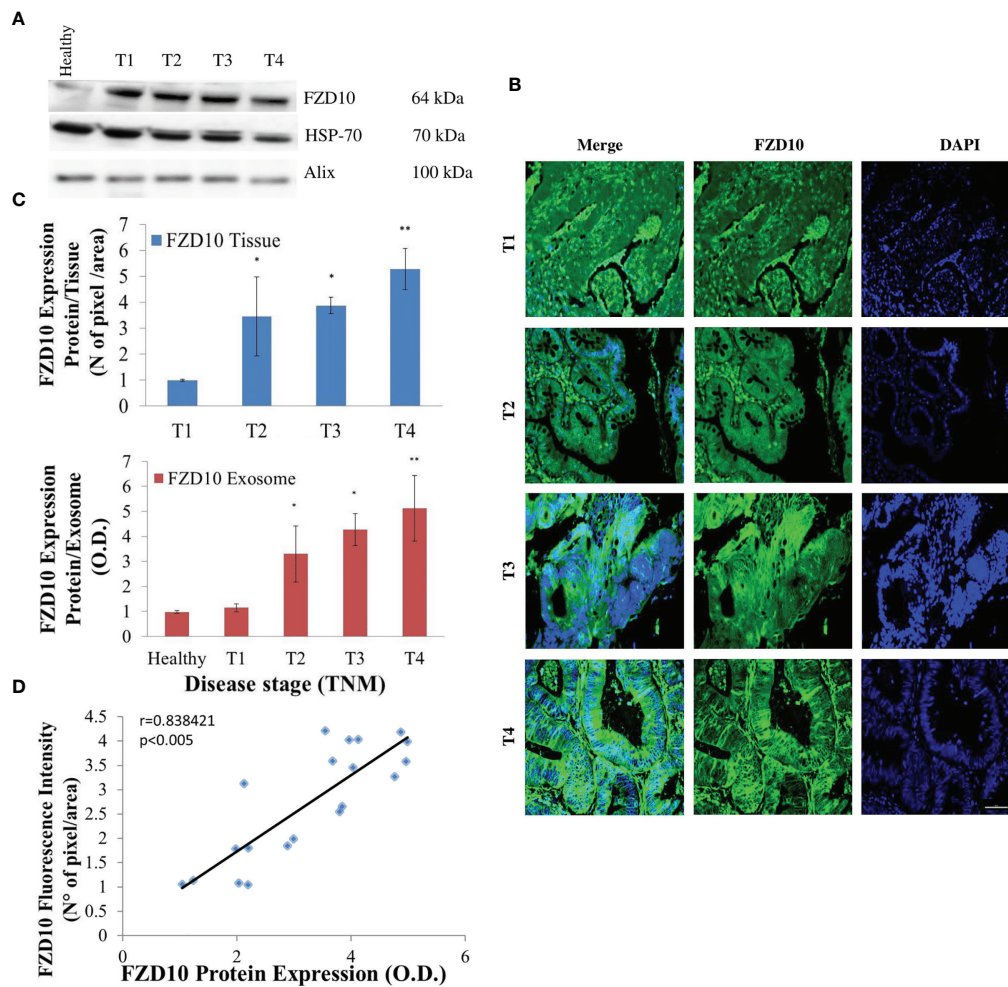 A
Healthy
T1 T2 T3 T4
FZD10 64 kDa
HSP-70 70 kDa
Alix 100 kDa
B
Merge FZD10 DAPI
T1
T2
T3
T4
C
FZD10 Expression
Protein/Tissue
(N of pixel /area)
7
6
5
4
3
2
1
0
FZD10 Tissue
* * **
T1 T2 T3 T4
FZD10 Expression
Protein/Exosome
(O.D.)
7
6
5
4
3
2
1
0
FZD10 Exosome
* * **
Healthy T1 T2 T3 T4
Disease stage (TNM)
D
FZD10 Fluorescence Intensity
(N° of pixel/area)
4.5
4
3.5
3
2.5
2
1.5
1
0.5
0
r=0.838421
p<0.005
0 2 4 6
FZD10 Protein Expression (O.D.)